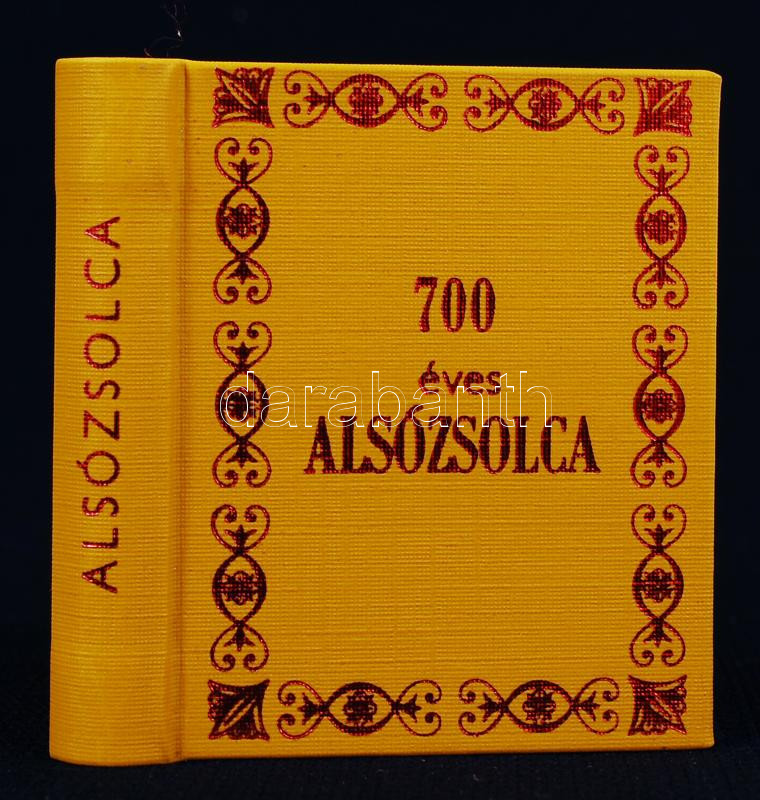 ALSÓZSOLCA
700
éves
ALSÓZSOLCA
darabanth